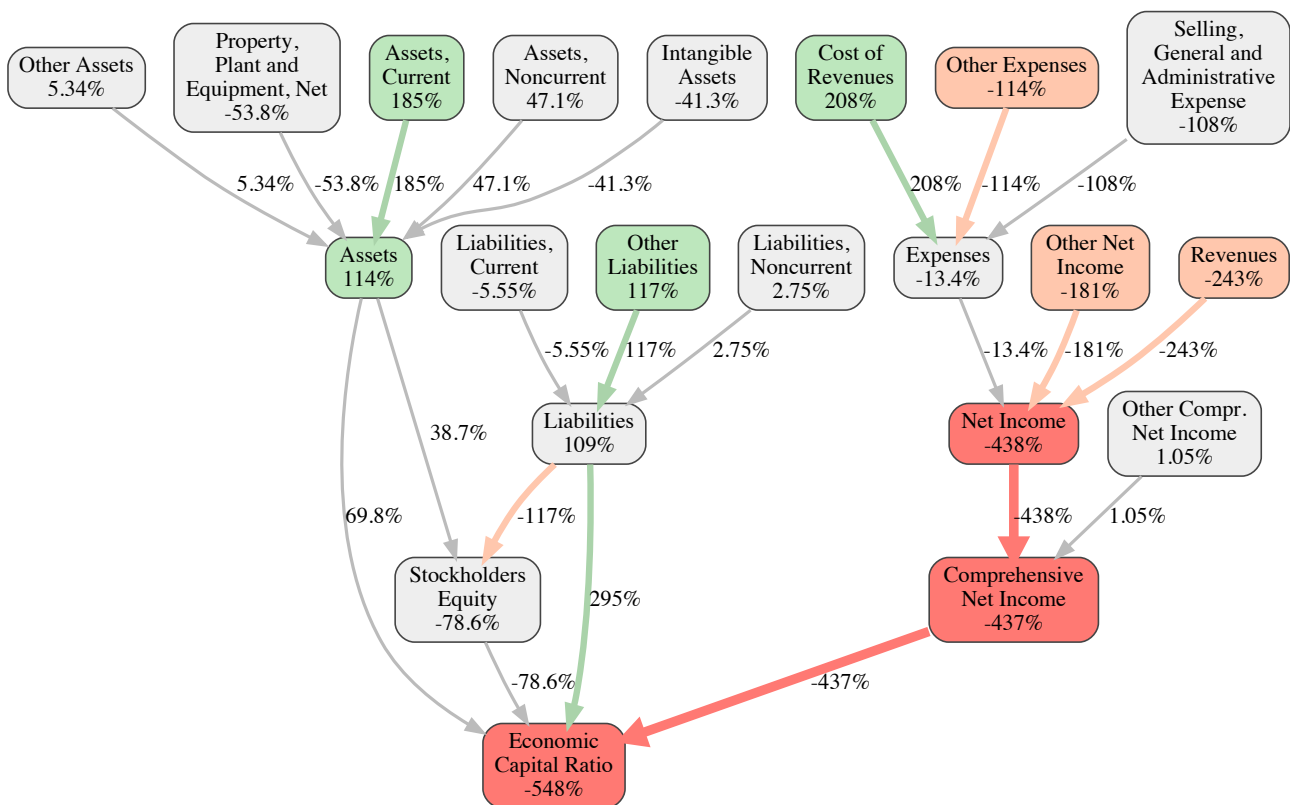 Other Assets
5.34%
Property,
Plant and
Equipment, Net
-53.8%
Assets,
Current
185%
Assets,
Noncurrent
47.1%
Intangible
Assets
-41.3%
Cost of
Revenues
208%
Other Expenses
-114%
Selling,
General and
Administrative
Expense
-108%
5.34%
-53.8%
185%
47.1%
-41.3%
208%
-114%
-108%
Assets
114%
Liabilities,
Current
-5.55%
Other
Liabilities
117%
Liabilities,
Noncurrent
2.75%
Expenses
-13.4%
Other Net
Income
-181%
Revenues
-243%
-5.55%
117%
2.75%
-13.4%
-181%
-243%
38.7%
Liabilities
109%
Net Income
-438%
Other Compr.
Net Income
1.05%
69.8%
-117%
-438%
1.05%
Stockholders
Equity
-78.6%
295%
Comprehensive
Net Income
-437%
-78.6%
-437%
Economic
Capital Ratio
-548%